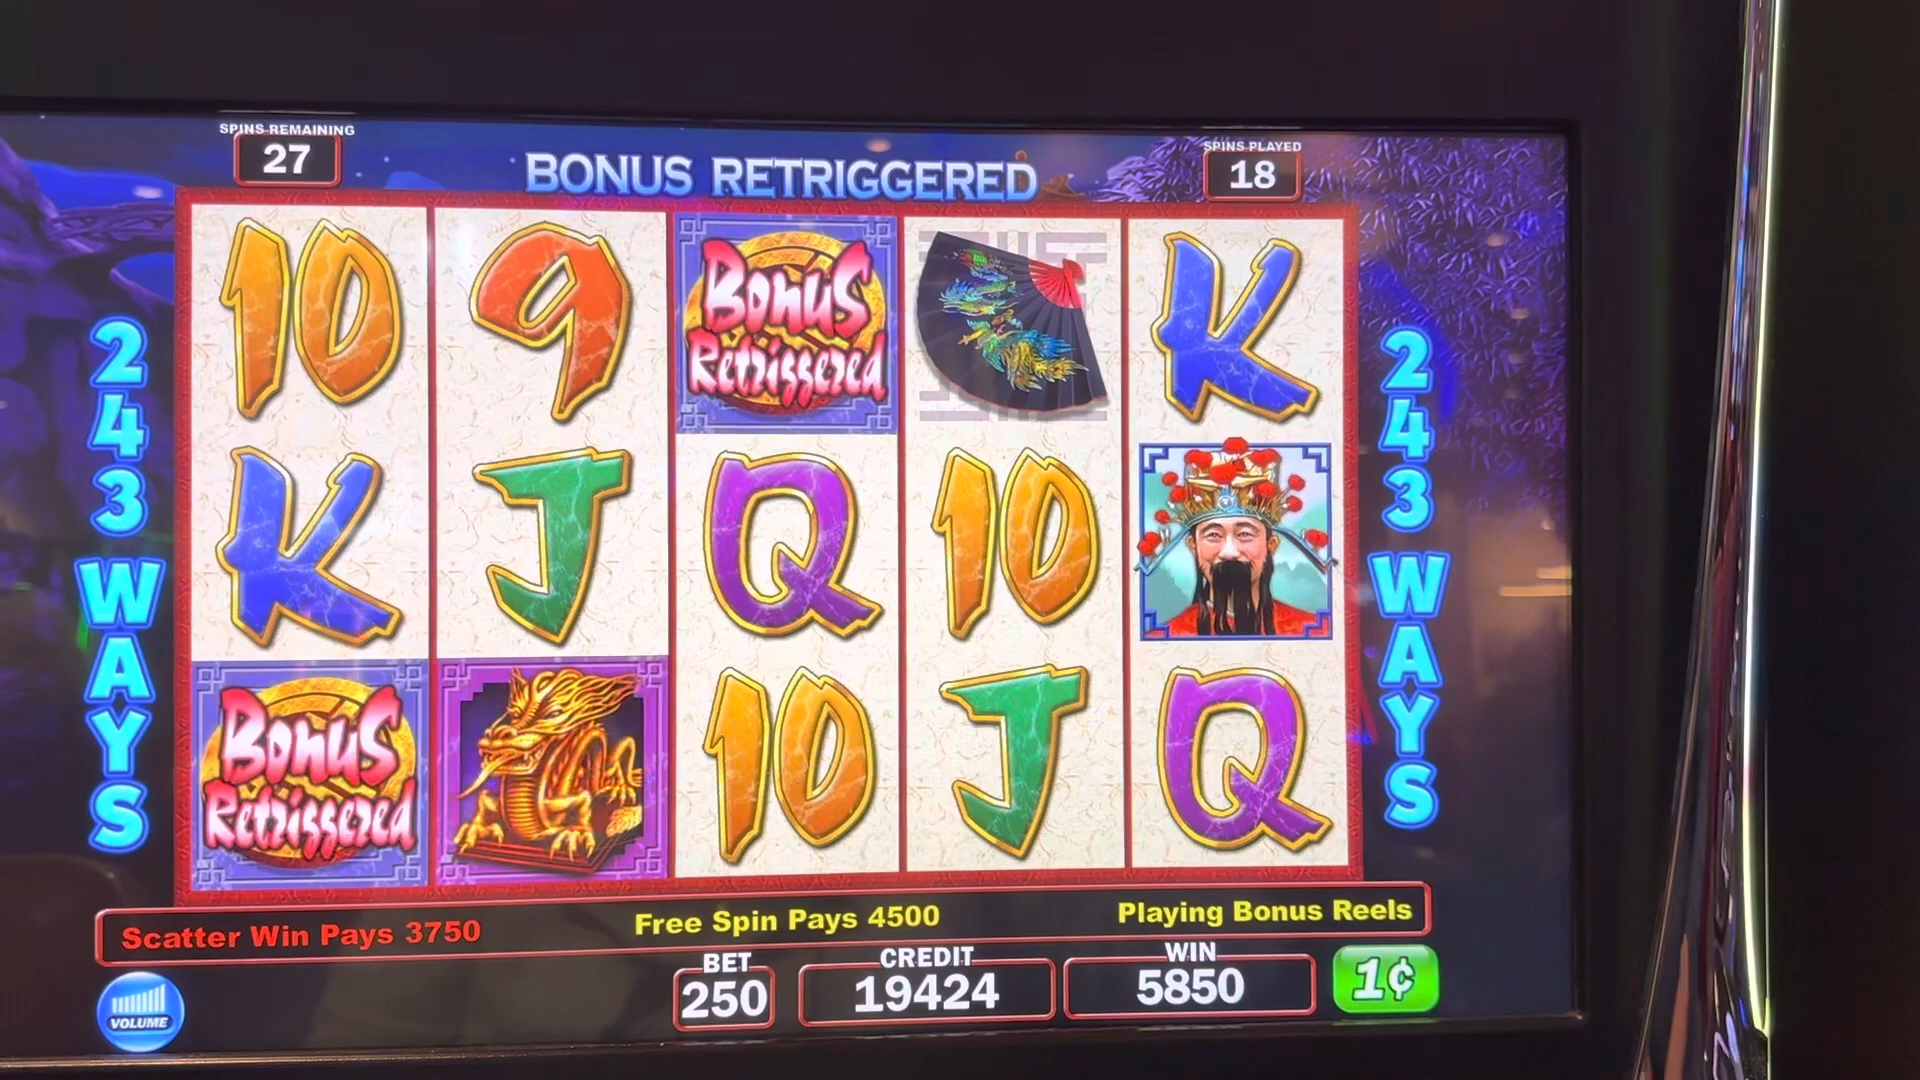 SPINS REMAINING
27
BONUS RETRIGGERED
SPINS PLAYED
18
243 WAYS
10 9 Bonus Retriggered K
K J Q 10
Bonus Retriggered 10 J Q
243 WAYS
Scatter Win Pays 3750
Free Spin Pays 4500
Playing Bonus Reels
VOLUME
BET
250
CREDIT
19424
WIN
5850
1¢